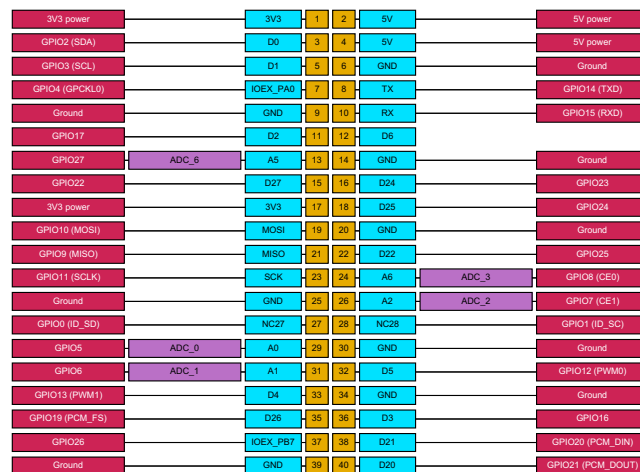 3V3 power 3V3 1 2 5V 5V power
GPIO2 (SDA) D0 3 4 5V 5V power
GPIO3 (SCL) D1 5 6 GND Ground
GPIO4 (GPCKL0) IOEX_PA0 7 8 TX GPIO14 (TXD)
Ground GND 9 10 RX GPIO15 (RXD)
GPIO17 D2 11 12 D6
GPIO27 ADC_6 A5 13 14 GND Ground
GPIO22 D27 15 16 D24 GPIO23
3V3 power 3V3 17 18 D25 GPIO24
GPIO10 (MOSI) MOSI 19 20 GND Ground
GPIO9 (MISO) MISO 21 22 D22 GPIO25
GPIO11 (SCLK) SCK 23 24 A6 ADC_3 GPIO8 (CE0)
Ground GND 25 26 A2 ADC_2 GPIO7 (CE1)
GPIO0 (ID_SD) NC27 27 28 NC28 GPIO1 (ID_SC)
GPIO5 ADC_0 A0 29 30 GND Ground
GPIO6 ADC_1 A1 31 32 D5 GPIO12 (PWM0)
GPIO13 (PWM1) D4 33 34 GND Ground
GPIO19 (PCM_FS) D26 35 36 D3 GPIO16
GPIO26 IOEX_PB7 37 38 D21 GPIO20 (PCM_DIN)
Ground GND 39 40 D20 GPIO21 (PCM_DOUT)